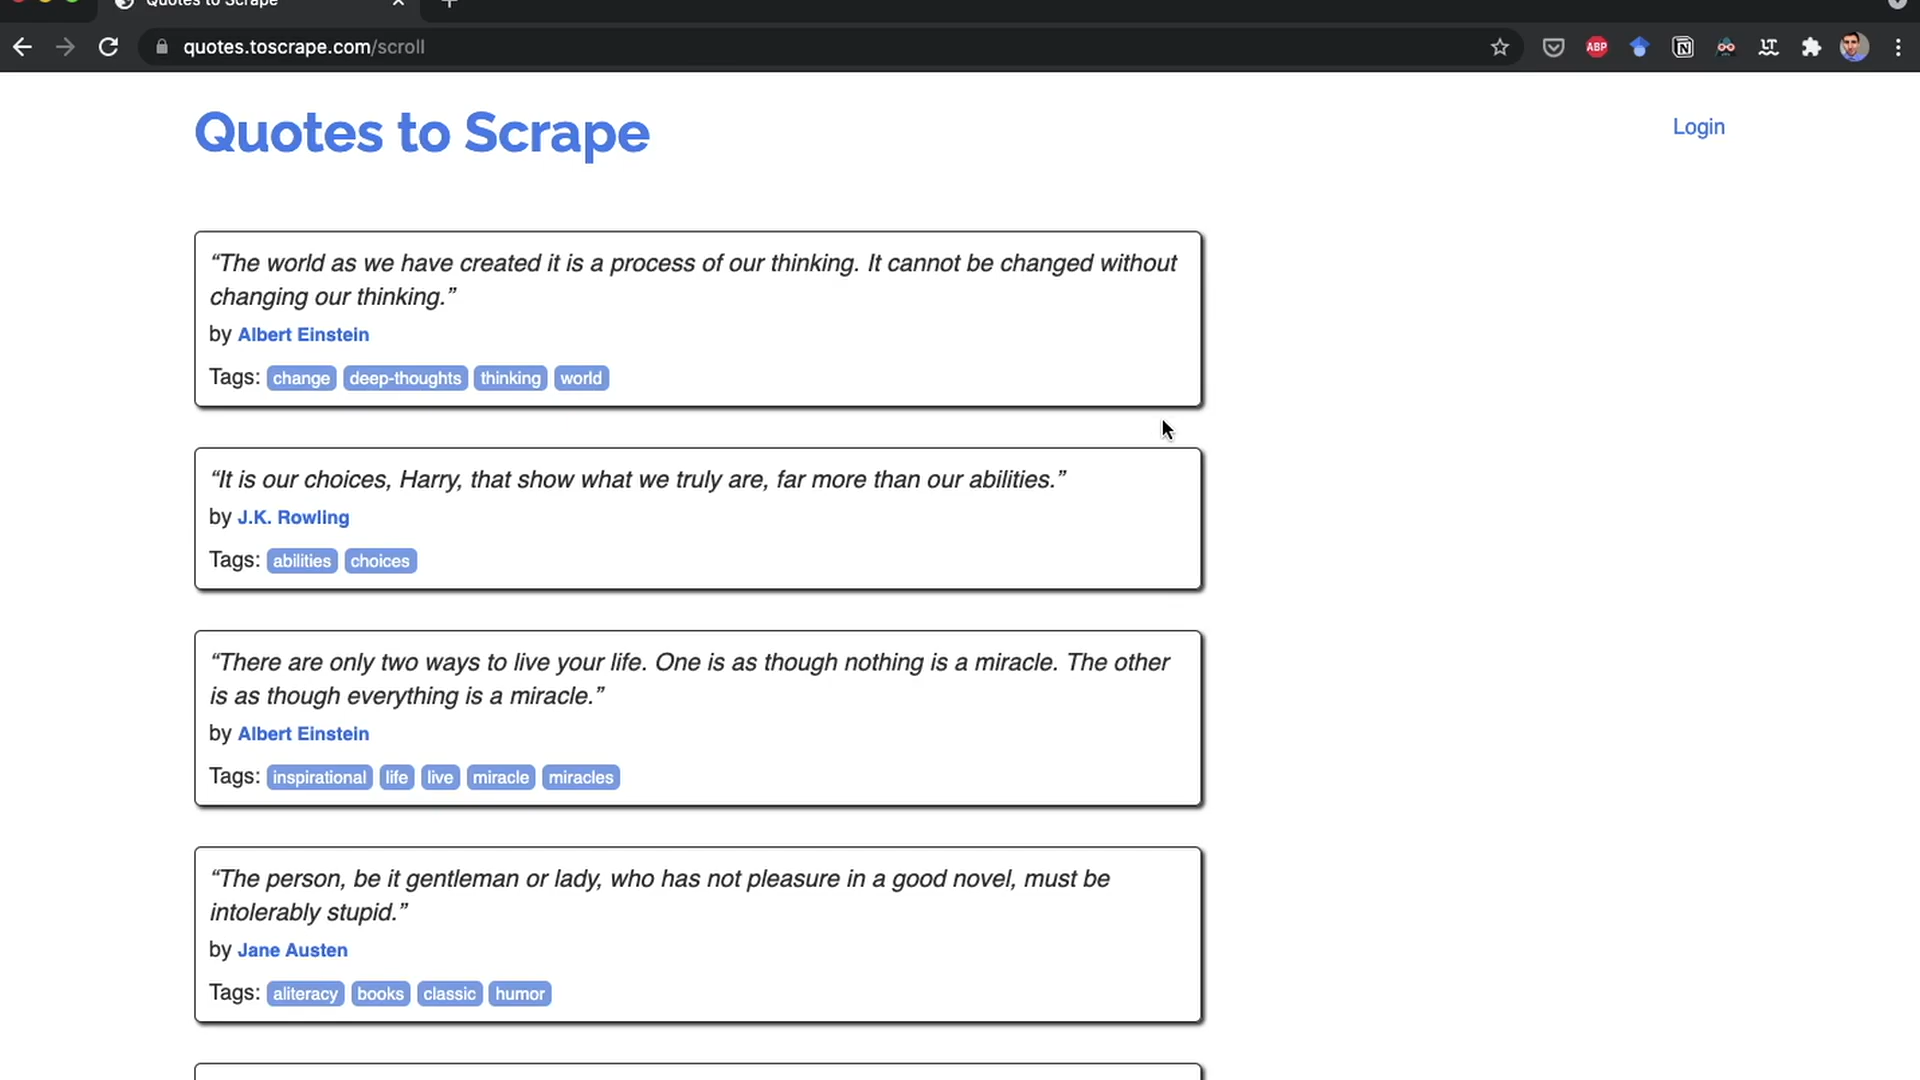 Quotes to Scrape
quotes.toscrape.com/scroll
ABP
Quotes to Scrape
Login
“The world as we have created it is a process of our thinking. It cannot be changed without
changing our thinking.”
by Albert Einstein
Tags: change deep-thoughts thinking world
“It is our choices, Harry, that show what we truly are, far more than our abilities.”
by J.K. Rowling
Tags: abilities choices
“There are only two ways to live your life. One is as though nothing is a miracle. The other
is as though everything is a miracle.”
by Albert Einstein
Tags: inspirational life live miracle miracles
“The person, be it gentleman or lady, who has not pleasure in a good novel, must be
intolerably stupid.”
by Jane Austen
Tags: aliteracy books classic humor